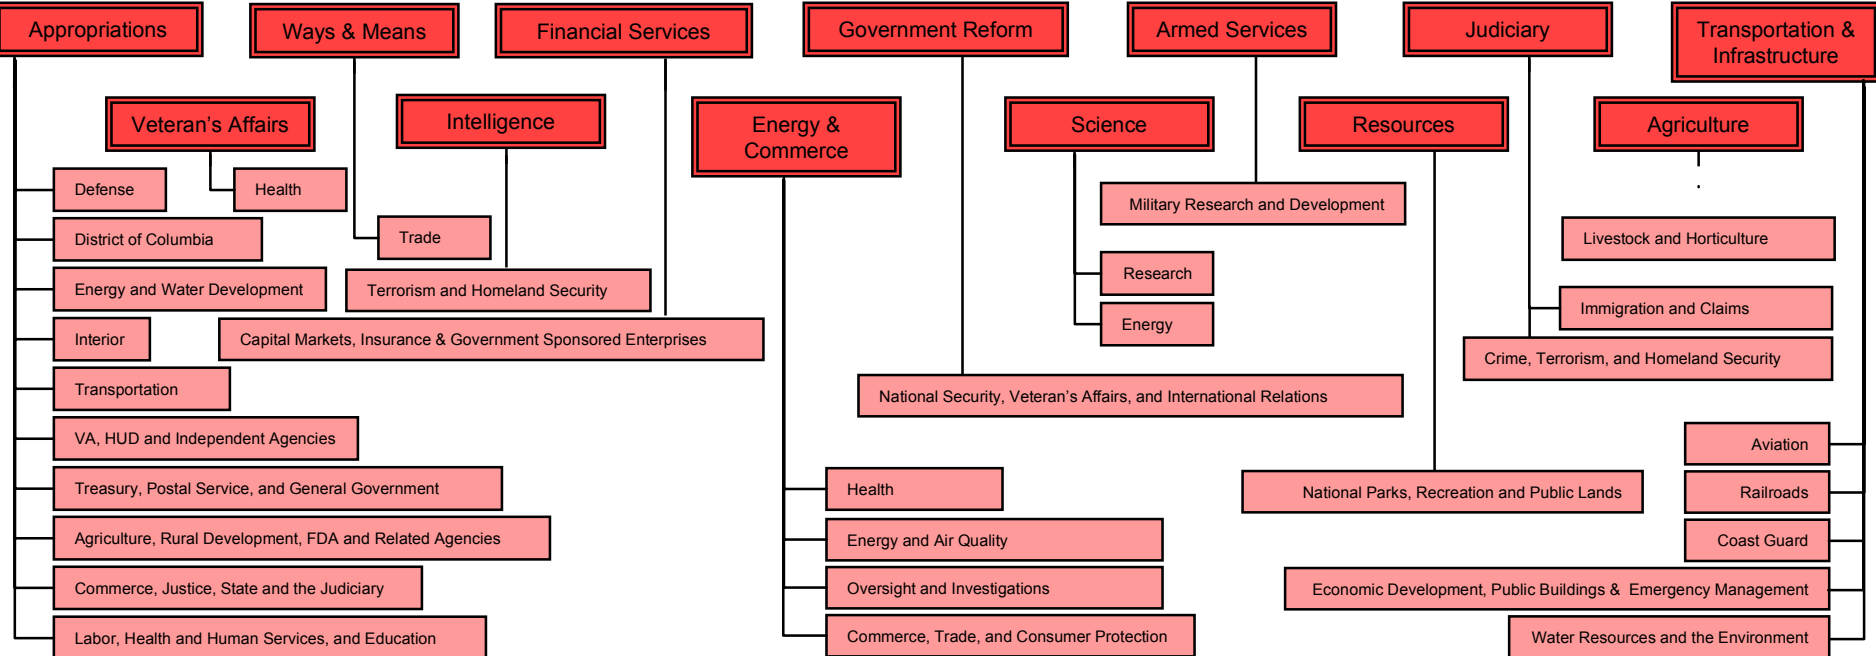 Appropriations
Ways & Means
Financial Services
Government Reform
Armed Services
Judiciary
Transportation &
Infrastructure
Veteran's Affairs
Intelligence
Energy &
Commerce
Science
Resources
Agriculture
Defense
Health
Military Research and Development
District of Columbia
Trade
Livestock and Horticulture
Energy and Water Development
Terrorism and Homeland Security
Research
Immigration and Claims
Interior
Capital Markets, Insurance & Government Sponsored Enterprises
Energy
Crime, Terrorism, and Homeland Security
Transportation
National Security, Veteran's Affairs, and International Relations
VA, HUD and Independent Agencies
Aviation
Treasury, Postal Service, and General Government
Health
National Parks, Recreation and Public Lands
Railroads
Agriculture, Rural Development, FDA and Related Agencies
Energy and Air Quality
Coast Guard
Commerce, Justice, State and the Judiciary
Oversight and Investigations
Economic Development, Public Buildings & Emergency Management
Labor, Health and Human Services, and Education
Commerce, Trade, and Consumer Protection
Water Resources and the Environment